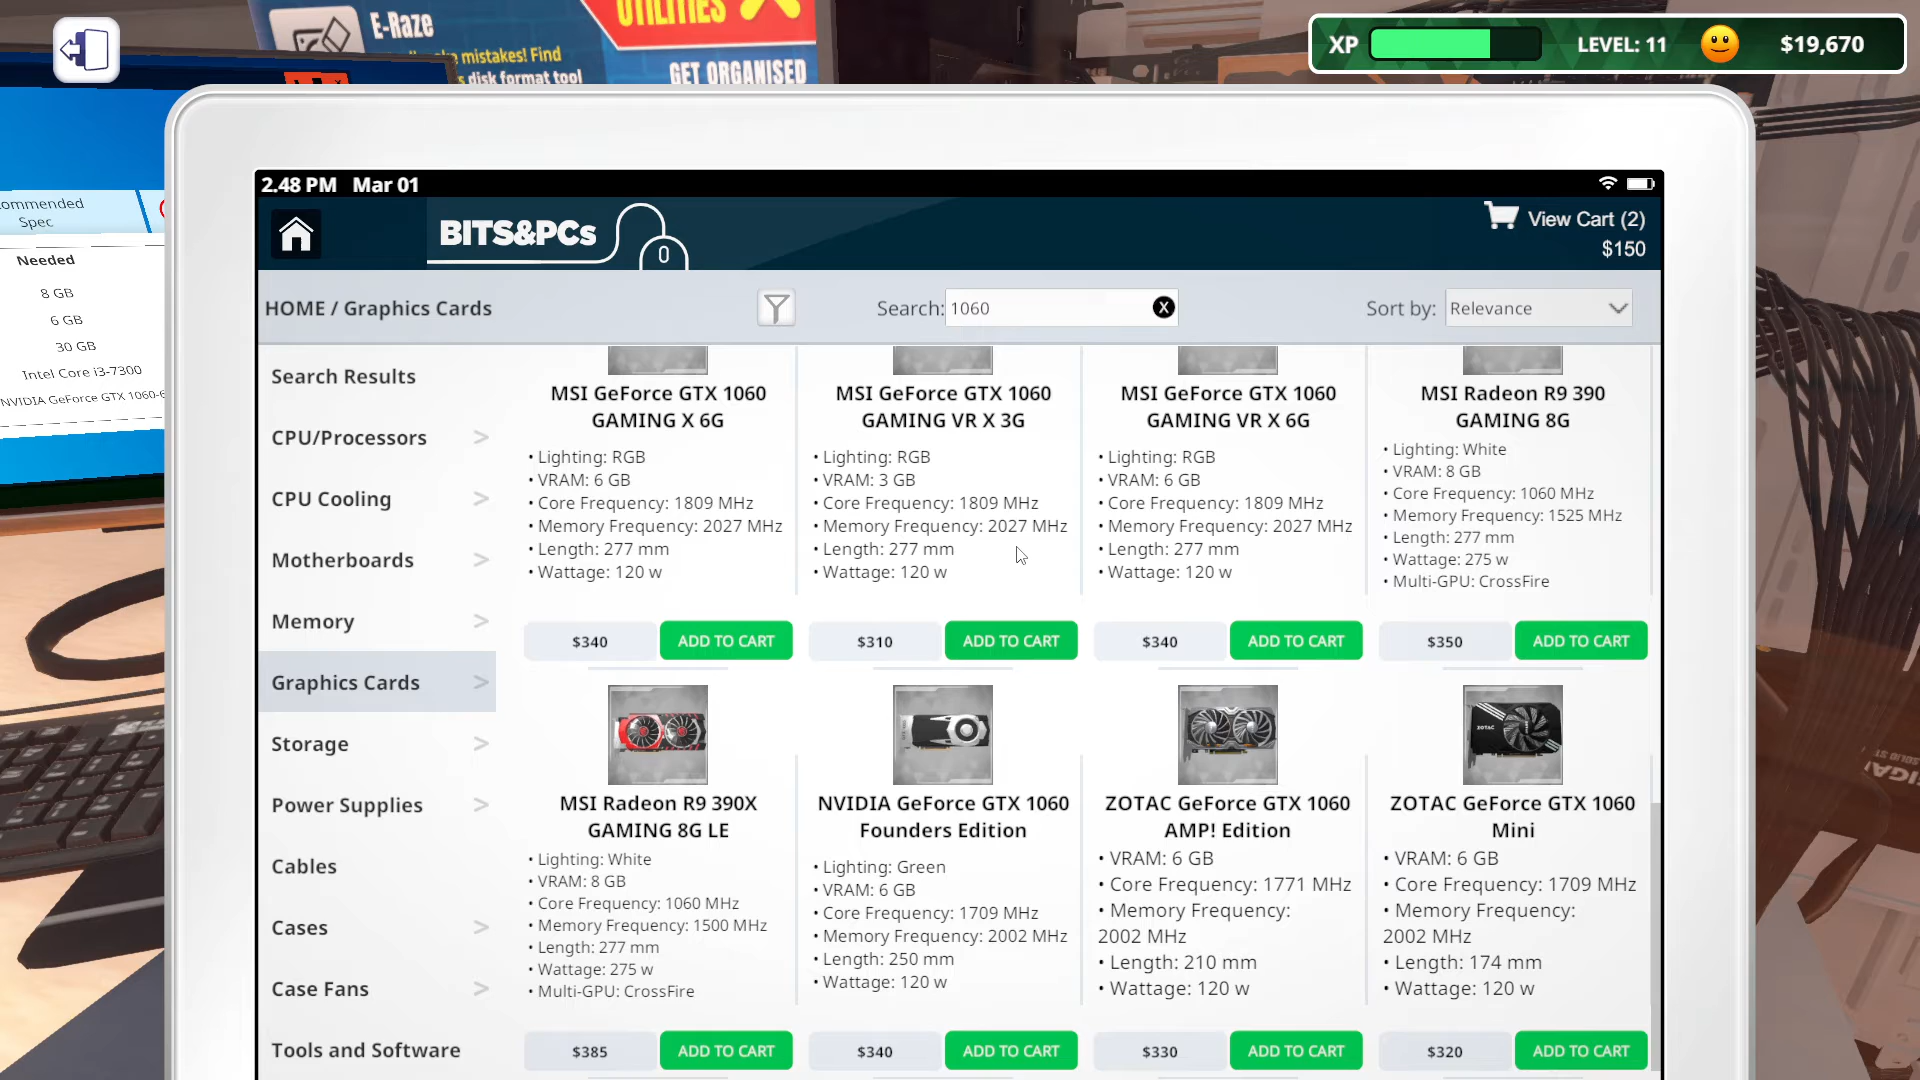 E-Raze
mistakes! Find
disk format tool
UTILITIES
GET ORGANISED
XP
LEVEL: 11
$19,670
2.48 PM Mar 01
BITS&PCs
View Cart (2)
$150
HOME / Graphics Cards
Search: 1060
X
Sort by: Relevance
ommended
Spec
Needed
8 GB
6 GB
30 GB
Intel Core i3-7300
NVIDIA GeForce GTX 1060-6
Search Results
CPU/Processors >
CPU Cooling >
Motherboards >
Memory >
Graphics Cards >
Storage >
Power Supplies >
Cables
Cases >
Case Fans >
Tools and Software
MSI GeForce GTX 1060
GAMING X 6G
• Lighting: RGB
• VRAM: 6 GB
• Core Frequency: 1809 MHz
• Memory Frequency: 2027 MHz
• Length: 277 mm
• Wattage: 120 w
$340 ADD TO CART
MSI GeForce GTX 1060
GAMING VR X 3G
• Lighting: RGB
• VRAM: 3 GB
• Core Frequency: 1809 MHz
• Memory Frequency: 2027 MHz
• Length: 277 mm
• Wattage: 120 w
$310 ADD TO CART
MSI GeForce GTX 1060
GAMING VR X 6G
• Lighting: RGB
• VRAM: 6 GB
• Core Frequency: 1809 MHz
• Memory Frequency: 2027 MHz
• Length: 277 mm
• Wattage: 120 w
$340 ADD TO CART
MSI Radeon R9 390
GAMING 8G
• Lighting: White
• VRAM: 8 GB
• Core Frequency: 1060 MHz
• Memory Frequency: 1525 MHz
• Length: 277 mm
• Wattage: 275 w
• Multi-GPU: CrossFire
$350 ADD TO CART
MSI Radeon R9 390X
GAMING 8G LE
• Lighting: White
• VRAM: 8 GB
• Core Frequency: 1060 MHz
• Memory Frequency: 1500 MHz
• Length: 277 mm
• Wattage: 275 w
• Multi-GPU: CrossFire
$385 ADD TO CART
NVIDIA GeForce GTX 1060
Founders Edition
• Lighting: Green
• VRAM: 6 GB
• Core Frequency: 1709 MHz
• Memory Frequency: 2002 MHz
• Length: 250 mm
• Wattage: 120 w
$340 ADD TO CART
ZOTAC GeForce GTX 1060
AMP! Edition
• VRAM: 6 GB
• Core Frequency: 1771 MHz
• Memory Frequency:
2002 MHz
• Length: 210 mm
• Wattage: 120 w
$330 ADD TO CART
ZOTAC
ZOTAC GeForce GTX 1060
Mini
• VRAM: 6 GB
• Core Frequency: 1709 MHz
• Memory Frequency:
2002 MHz
• Length: 174 mm
• Wattage: 120 w
$320 ADD TO CART